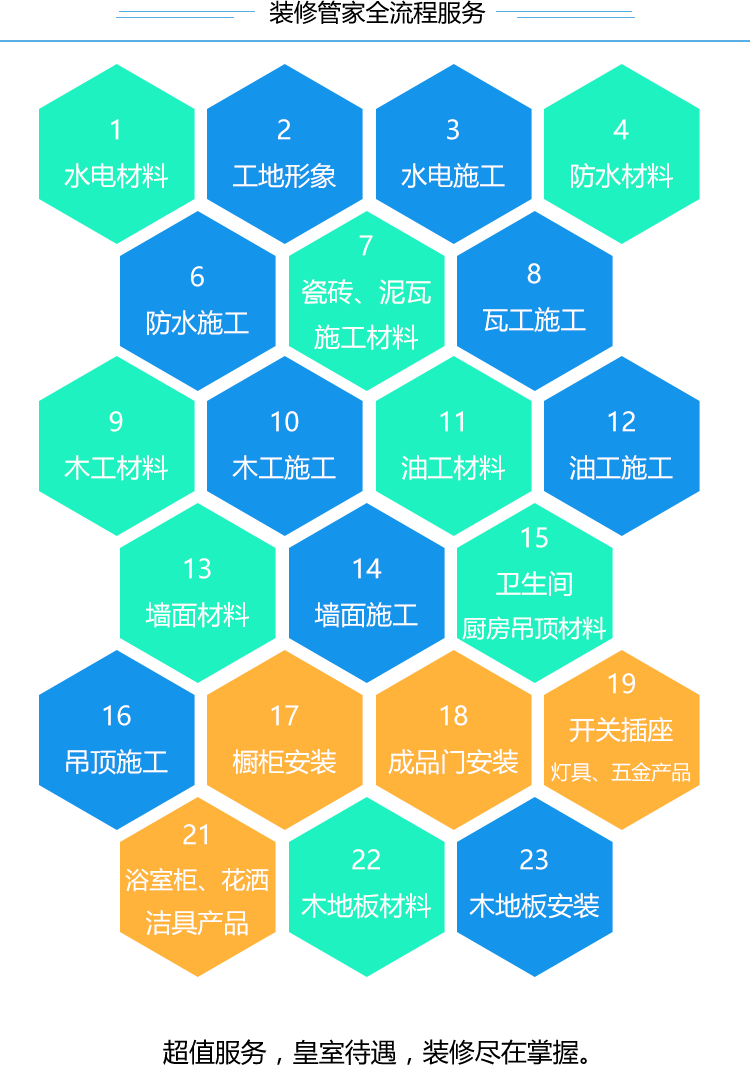 装修管家全流程服务
1
水电材料
2
工地形象
3
水电施工
4
防水材料
6
防水施工
7
瓷砖、泥瓦
施工材料
8
瓦工施工
9
木工材料
10
木工施工
11
油工材料
12
油工施工
13
墙面材料
14
墙面施工
15
卫生间
厨房吊顶材料
16
吊顶施工
17
橱柜安装
18
成品门安装
19
开关插座
灯具、五金产品
21
浴室柜、花洒
洁具产品
22
木地板材料
23
木地板安装
超值服务，皇室待遇，装修尽在掌握。